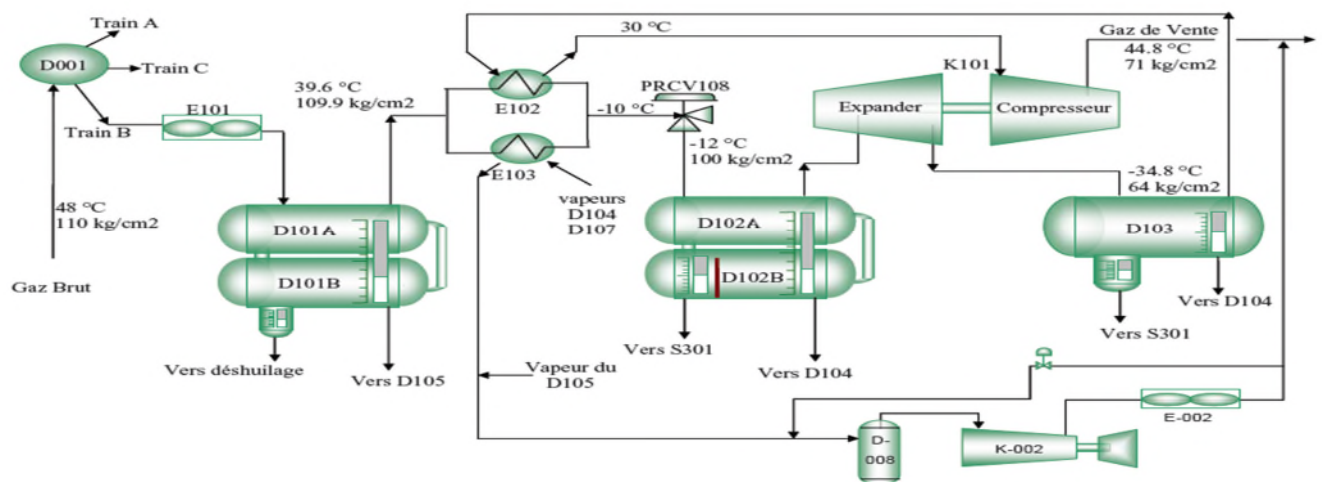 Train A
D001
Train C
Train B
E101
48 °C
110 kg/cm2
Gaz Brut
D101A
D101B
Vers déshuilage
Vers D105
39.6 °C
109.9 kg/cm2
E102
E103
30 °C
-10 °C
vapeurs
D104
D107
Vapeur du
D105
PRCV108
-12 °C
100 kg/cm2
D102A
D102B
Vers S301
Vers D104
Expander
K101
Compresseur
Gaz de Vente
44.8 °C
71 kg/cm2
-34.8 °C
64 kg/cm2
D103
Vers D104
Vers S301
D-
008
K-002
E-002